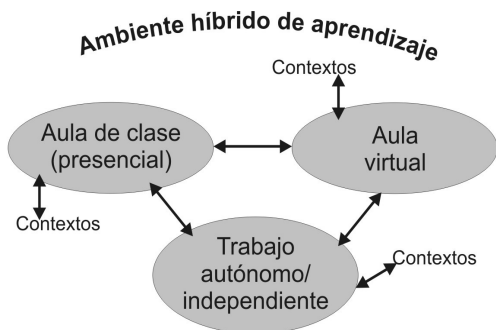 Ambiente híbrido de aprendizaje
Contextos
Aula de clase
(presencial)
Aula
virtual
Contextos
Trabajo
autónomo/
independiente
Contextos